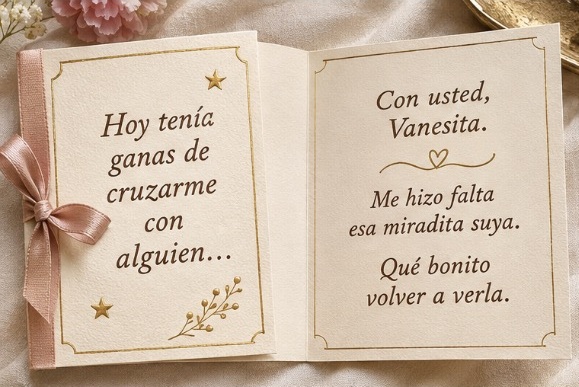 Hoy tenía
ganas de
cruzarme
con
alguien...
Con usted,
Vanesita.
Me hizo falta
esa miradita suya.
Qué bonito
volver a verla.